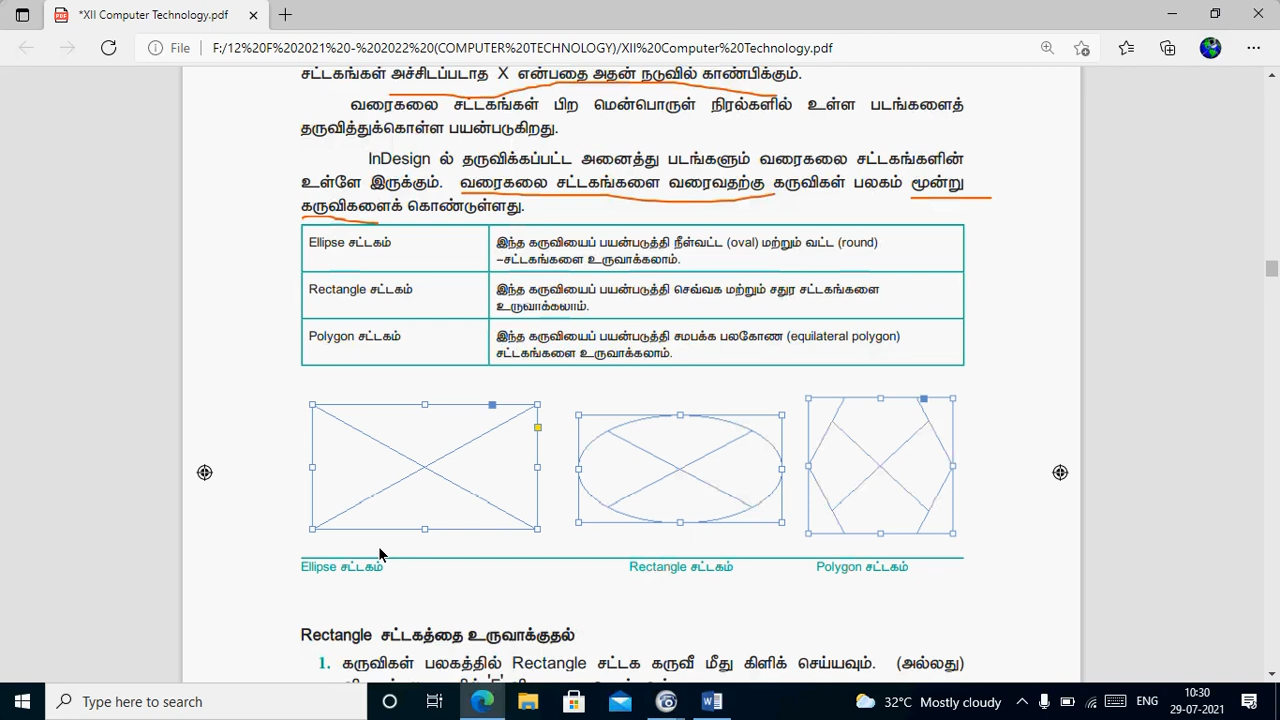 *XII Computer Technology.pdf
File
F:/12%20F%202021%20-%202022%20(COMPUTER%20TECHNOLOGY)/XII%20Computer%20Technology.pdf
சட்டகங்கள் அச்சிடப்படாத X என்பதை அதன் நடுவில் காண்பிக்கும்.
வரைகலை சட்டகங்கள் பிற மென்பொருள் நிரல்களில் உள்ள படங்களைத்
தருவித்துக்கொள்ள பயன்படுகிறது.
InDesign ல் தருவிக்கப்பட்ட அனைத்து படங்களும் வரைகலை சட்டகங்களின்
உள்ளே இருக்கும். வரைகலை சட்டகங்களை வரைவதற்கு கருவிகள் பலகம் மூன்று
கருவிகளைக் கொண்டுள்ளது.
Ellipse சட்டகம்
இந்த கருவியைப் பயன்படுத்தி நீள்வட்ட (oval) மற்றும் வட்ட (round)
–சட்டகங்களை உருவாக்கலாம்.
Rectangle சட்டகம்
இந்த கருவியைப் பயன்படுத்தி செவ்வக மற்றும் சதுர சட்டகங்களை
உருவாக்கலாம்.
Polygon சட்டகம்
இந்த கருவியைப் பயன்படுத்தி சமபக்க பலகோண (equilateral polygon)
சட்டகங்களை உருவாக்கலாம்.
Ellipse சட்டகம் Rectangle சட்டகம் Polygon சட்டகம்
Rectangle சட்டகத்தை உருவாக்குதல்
1. கருவிகள் பலகத்தில் Rectangle சட்டக கருவீ மீது கிளிக் செய்யவும். (அல்லது)
Type here to search
32°C Mostly cloudy
ENG
10:30
29-07-2021